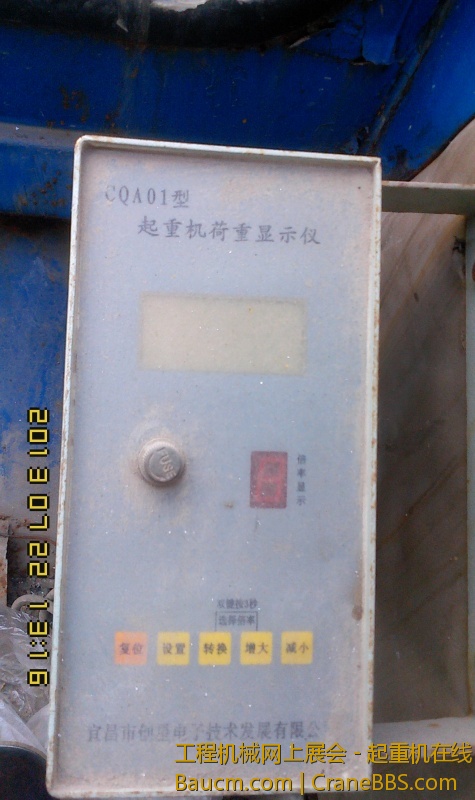 CQA01型
起重机荷重显示仪
FUSE
倍率显示
双键按3秒
选择倍率
复位 设置 转换 增大 减小
宜昌市创星电子技术发展有限公
2013 07 22 13:16
工程机械网上展会 - 起重机在线
Baucm.com | CraneBBS.com